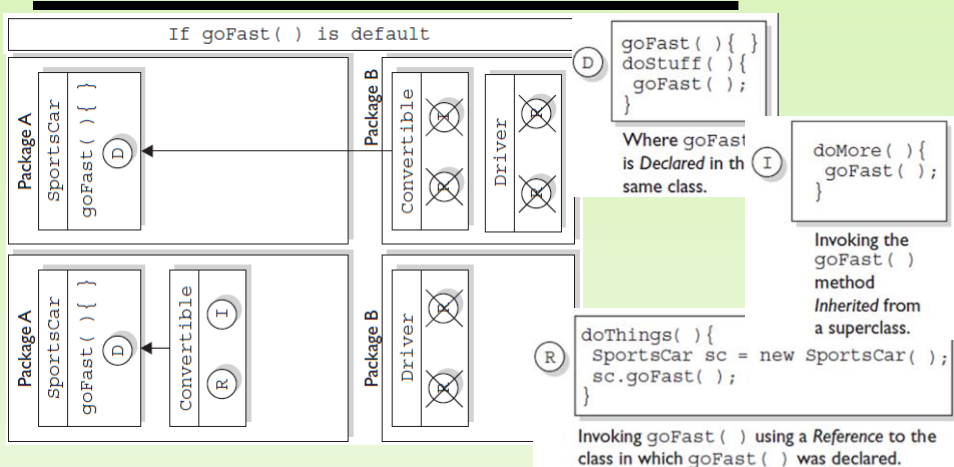 If goFast( ) is default
Package A
SportsCar
goFast( ){ }
D
Package B
Convertible
I
R
Driver
R
R
Package A
SportsCar
goFast( ){ }
D
Convertible
I
R
Package B
Driver
R
R
D
goFast( ){ }
doStuff( ){
goFast( );
}
Where goFast
is Declared in th
same class.
I
doMore( ){
goFast( );
}
Invoking the
goFast( )
method
Inherited from
a superclass.
R
doThings( ){
SportsCar sc = new SportsCar( );
sc.goFast( );
}
Invoking goFast( ) using a Reference to the
class in which goFast( ) was declared.